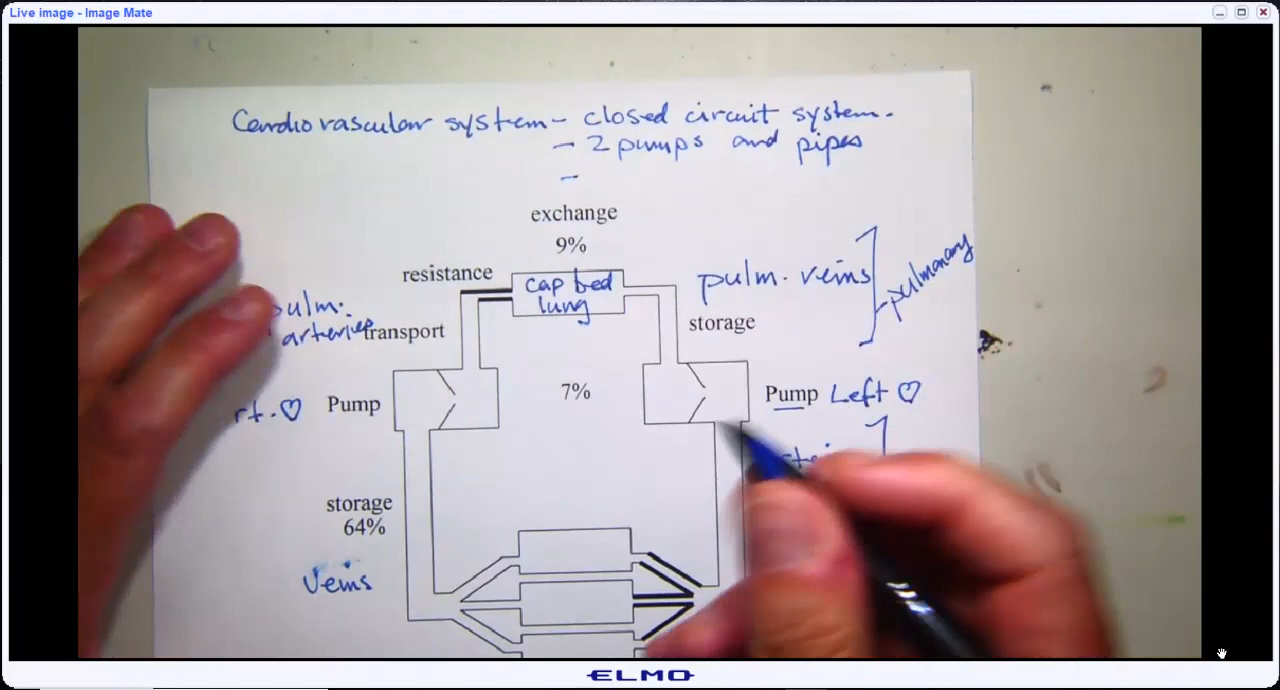 Live image - Image Mate
Cardiovascular system - closed circuit system.
- 2 pumps and pipes
-
exchange
9%
resistance
cap bed
lung
pulm. veins
pulmonary
arteries
transport
storage
7%
rt. ♡ Pump
Pump Left ♡
storage
64%
Veins
ELMO